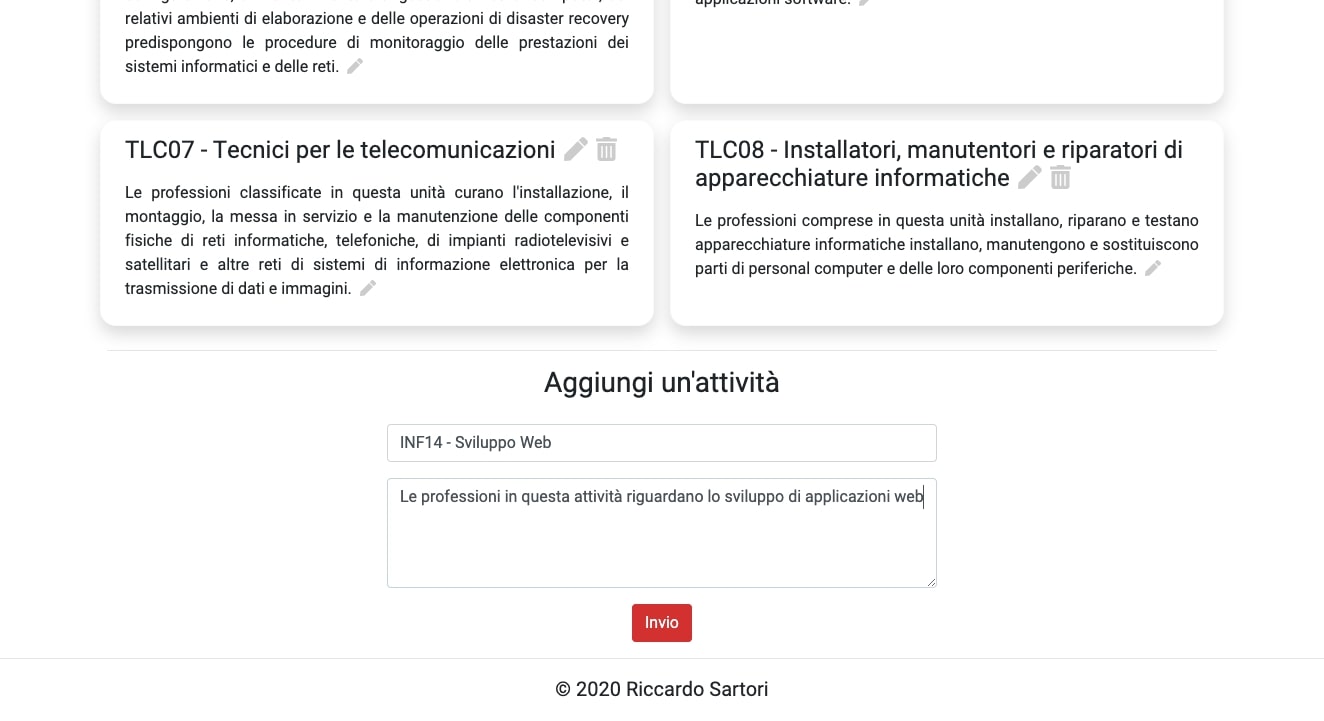 relativi ambienti di elaborazione e delle operazioni di disaster recovery
predispongono le procedure di monitoraggio delle prestazioni dei
sistemi informatici e delle reti.
applicazioni software.
TLC07 - Tecnici per le telecomunicazioni
Le professioni classificate in questa unità curano l'installazione, il
montaggio, la messa in servizio e la manutenzione delle componenti
fisiche di reti informatiche, telefoniche, di impianti radiotelevisivi e
satellitari e altre reti di sistemi di informazione elettronica per la
trasmissione di dati e immagini.
TLC08 - Installatori, manutentori e riparatori di
apparecchiature informatiche
Le professioni comprese in questa unità installano, riparano e testano
apparecchiature informatiche installano, manutengono e sostituiscono
parti di personal computer e delle loro componenti periferiche.
Aggiungi un'attività
INF14 - Sviluppo Web
Le professioni in questa attività riguardano lo sviluppo di applicazioni web
Invio
© 2020 Riccardo Sartori